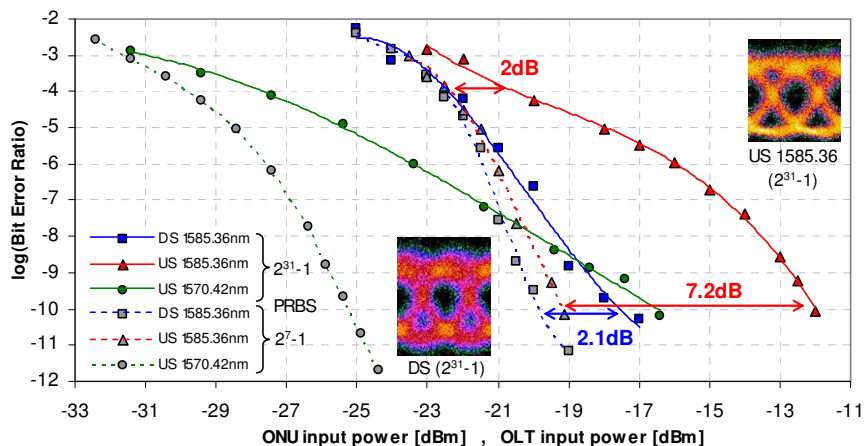 -2
-3
-4
-5
-6
-7
-8
-9
-10
-11
-12
log(Bit Error Ratio)
2dB
US 1585.36
(2³¹-1)
DS 1585.36nm
US 1585.36nm
US 1570.42nm
2³¹-1
PRBS
DS 1585.36nm
US 1585.36nm
US 1570.42nm
2⁷-1
DS (2³¹-1)
7.2dB
2.1dB
-33 -31 -29 -27 -25 -23 -21 -19 -17 -15 -13 -11
ONU input power [dBm] , OLT input power [dBm]